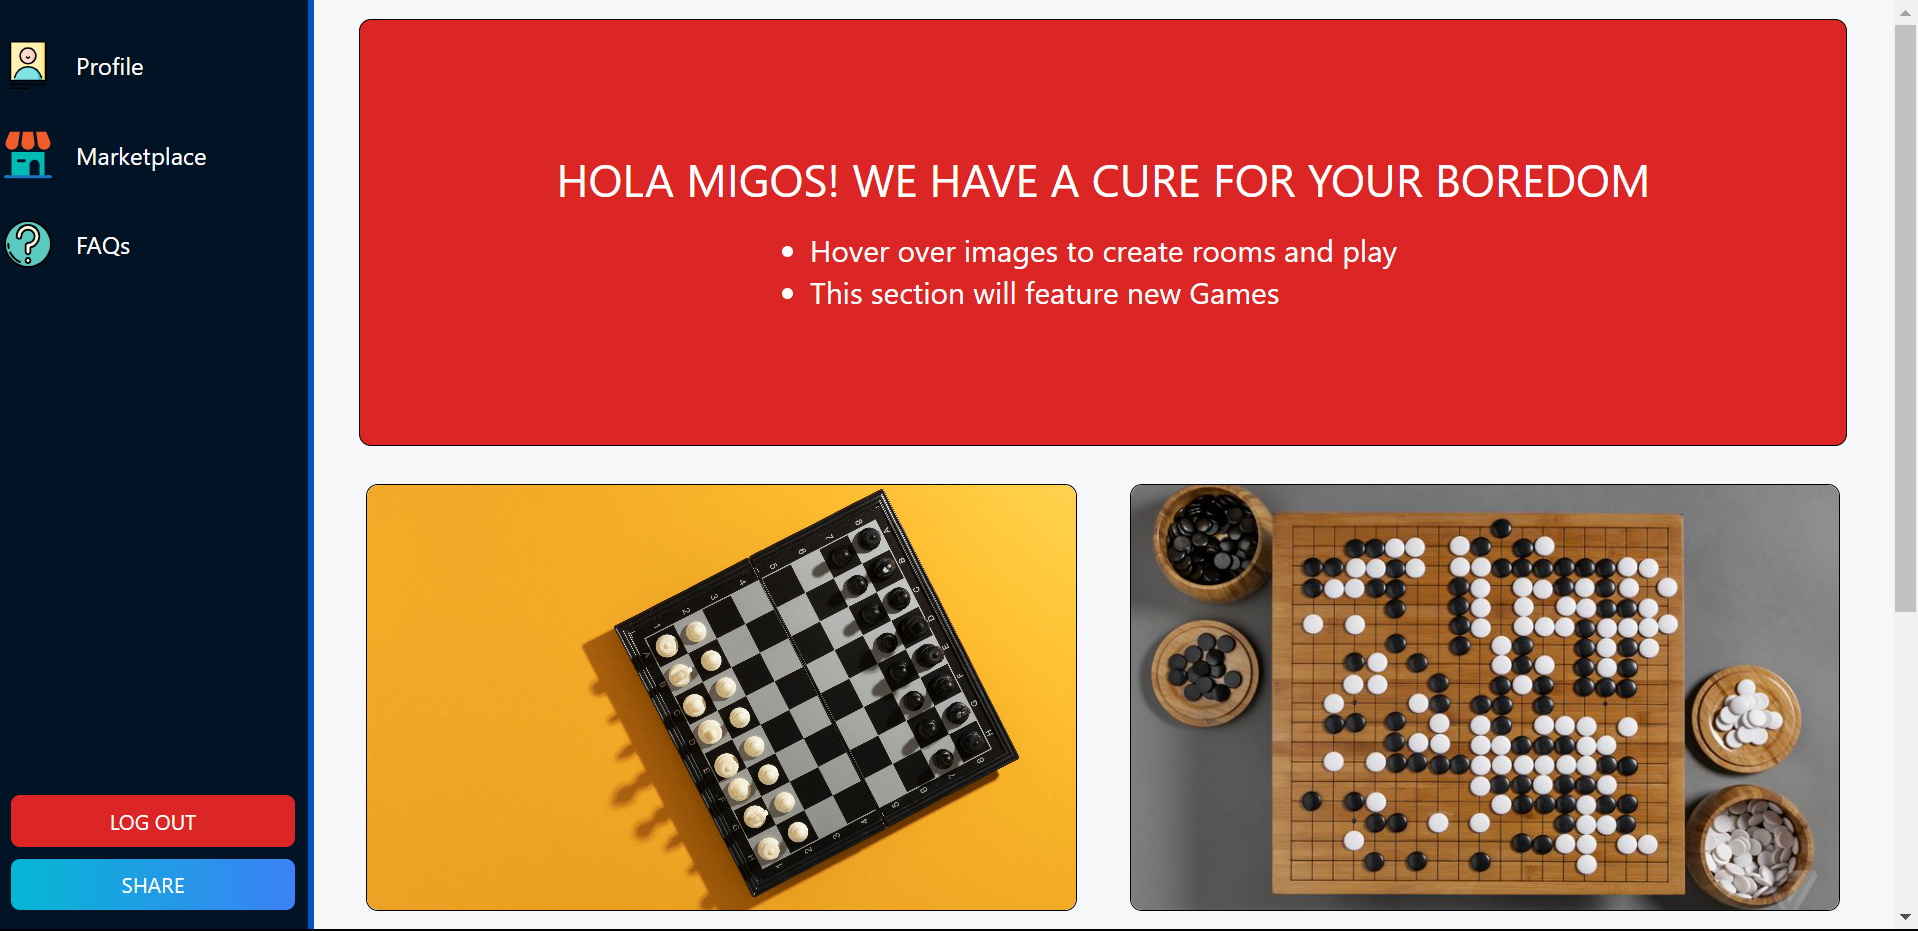 Profile
Marketplace
FAQs
LOG OUT
SHARE
HOLA MIGOS! WE HAVE A CURE FOR YOUR BOREDOM
Hover over images to create rooms and play
This section will feature new Games